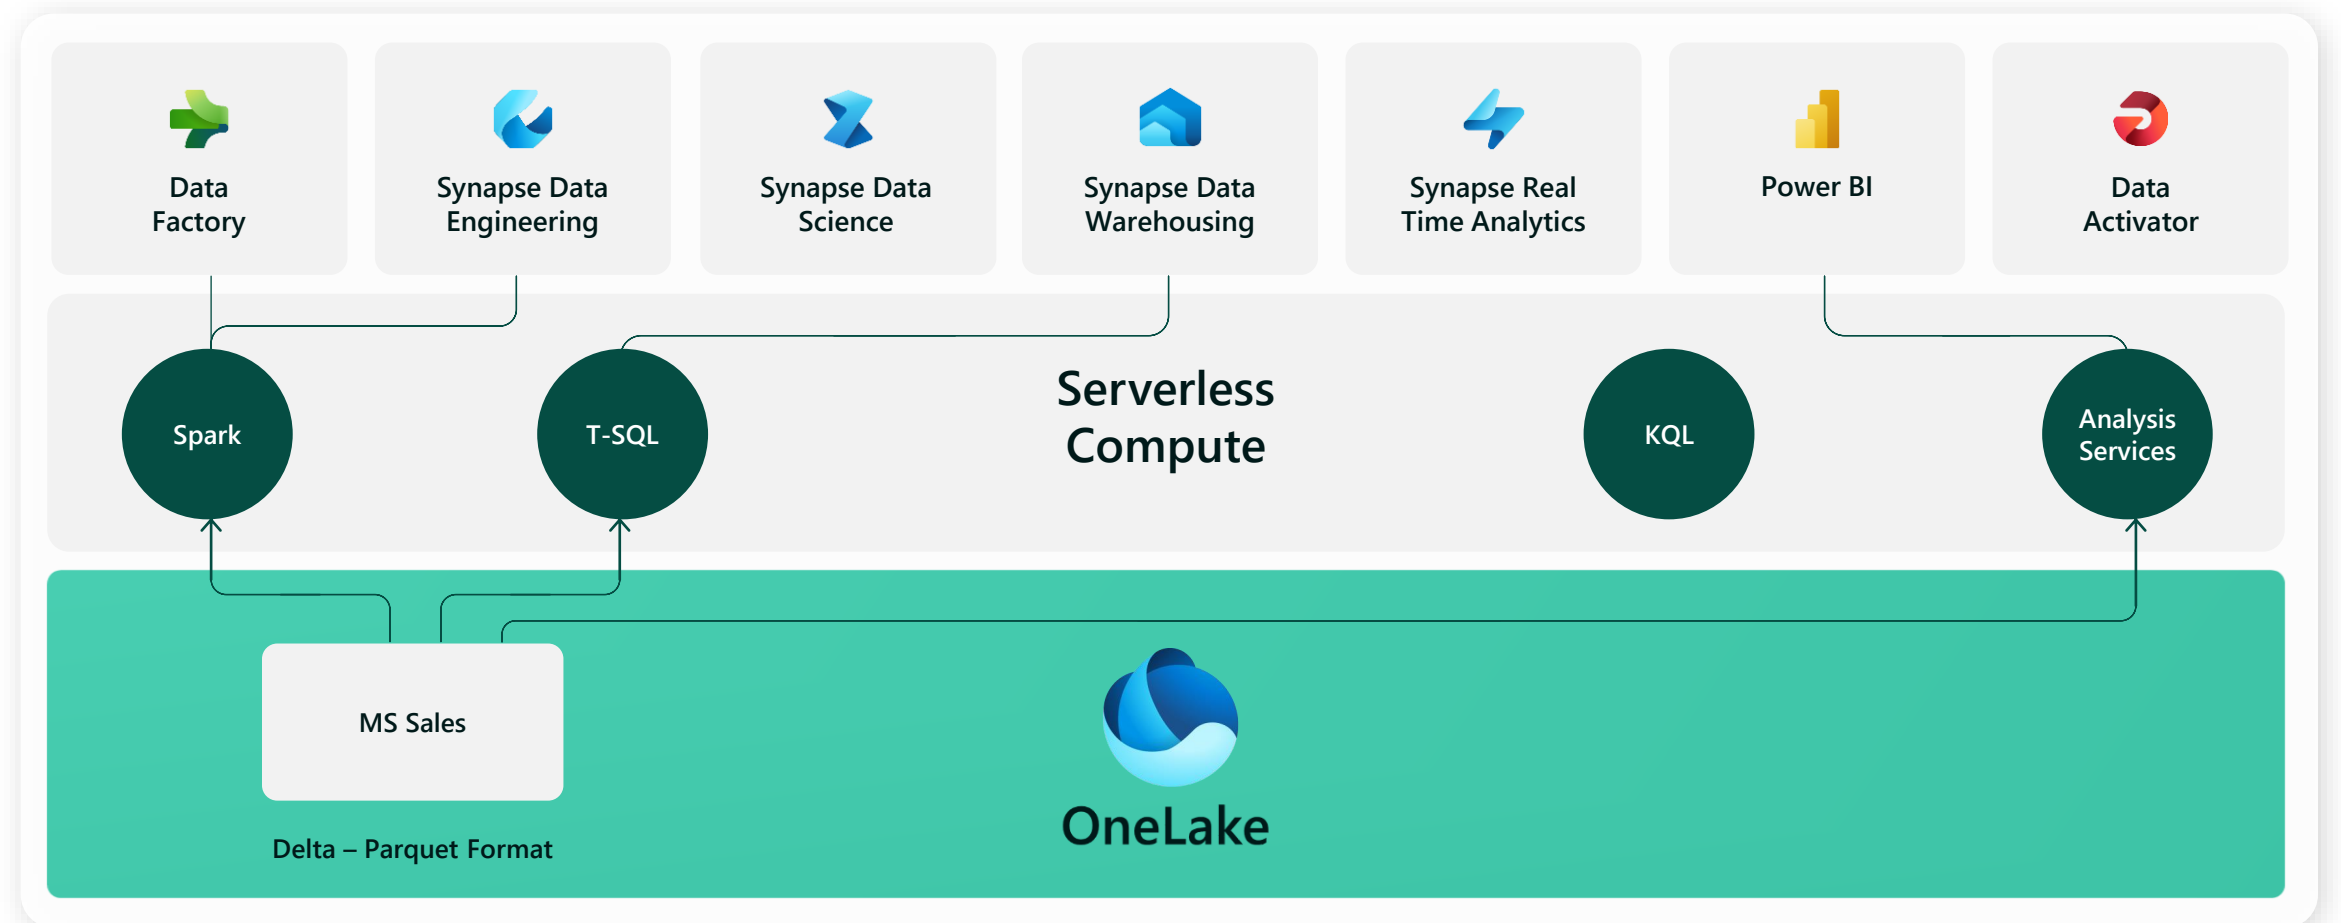 Data
Factory
Synapse Data
Engineering
Synapse Data
Science
Synapse Data
Warehousing
Synapse Real
Time Analytics
Power BI
Data
Activator
Spark
T-SQL
Serverless
Compute
KQL
Analysis
Services
MS Sales
Delta – Parquet Format
OneLake